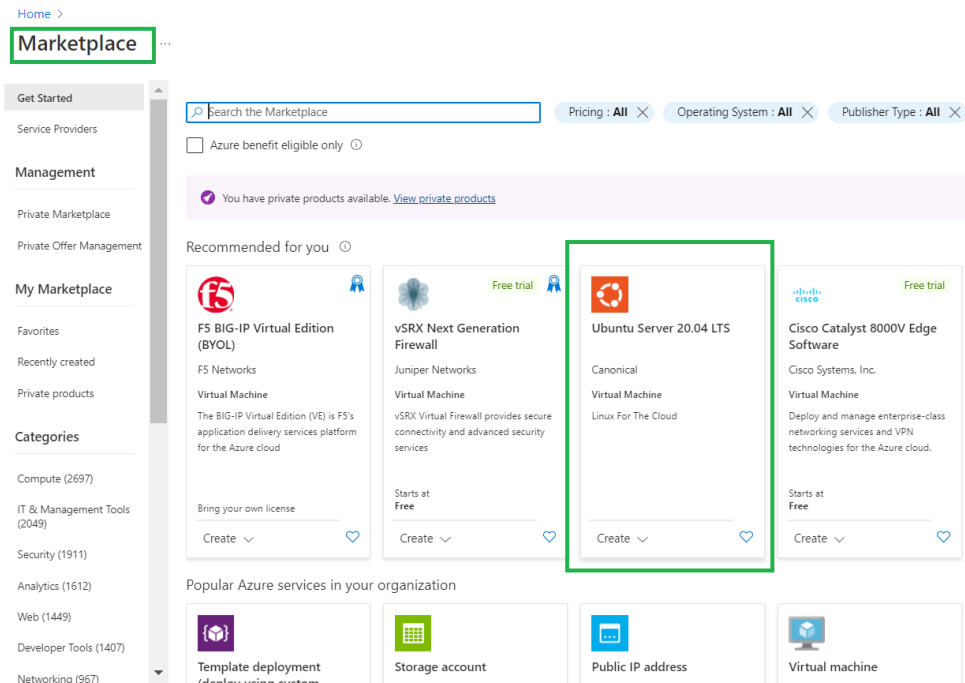 Home >
Marketplace ...
Get Started
Service Providers
Management
Private Marketplace
Private Offer Management
My Marketplace
Favorites
Recently created
Private products
Categories
Compute (2697)
IT & Management Tools
(2049)
Security (1911)
Analytics (1612)
Web (1449)
Developer Tools (1407)
Networking (967)
Search the Marketplace
Pricing : All
Operating System : All
Publisher Type : All
Azure benefit eligible only
You have private products available. View private products
Recommended for you
F5 BIG-IP Virtual Edition
(BYOL)
F5 Networks
Virtual Machine
The BIG-IP Virtual Edition (VE) is F5's
application delivery services platform
for the Azure cloud
Bring your own license
Create
Free trial
vSRX Next Generation
Firewall
Juniper Networks
Virtual Machine
vSRX Virtual Firewall provides secure
connectivity and advanced security
services
Starts at
Free
Create
Ubuntu Server 20.04 LTS
Canonical
Virtual Machine
Linux For The Cloud
Create
CISCO
Free trial
Cisco Catalyst 8000V Edge
Software
Cisco Systems, Inc.
Virtual Machine
Deploy and manage enterprise-class
networking services and VPN
technologies for the Azure cloud.
Starts at
Free
Create
Popular Azure services in your organization
Template deployment
(deploy using custom
Storage account
Public IP address
Virtual machine